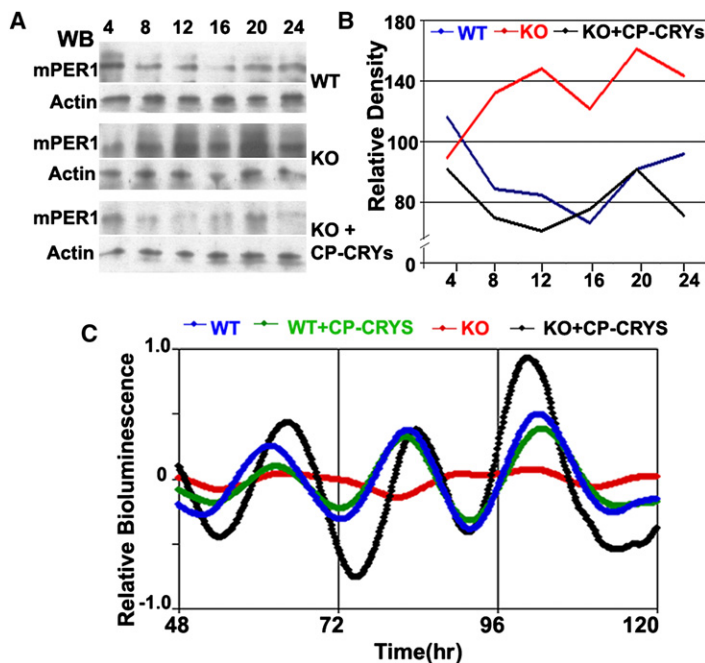 A
WB
4 8 12 16 20 24
mPER1
WT
Actin
mPER1
KO
Actin
mPER1
KO +
Actin
CP-CRYs
B
WT KO KO+CP-CRYs
Relative Density
180
140
100
80
0
4 8 12 16 20 24
C
WT WT+CP-CRYS KO KO+CP-CRYS
Relative Bioluminescence
1.0
0
-1.0
48 72 96 120
Time(hr)